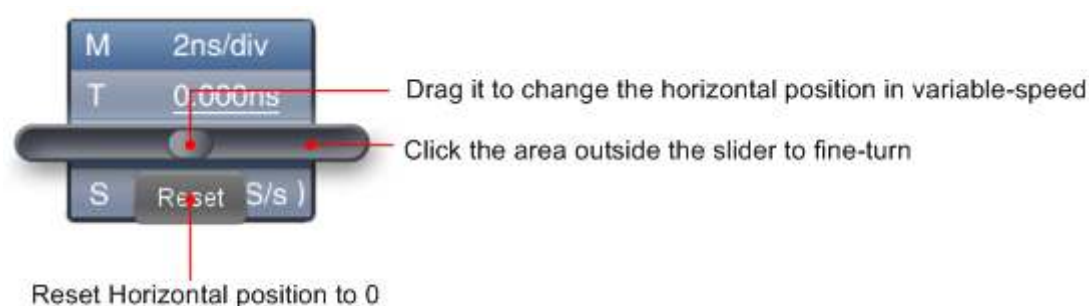 M 2ns/div
T 0.000ns
Drag it to change the horizontal position in variable-speed
Click the area outside the slider to fine-turn
S Reset S/s )
Reset Horizontal position to 0